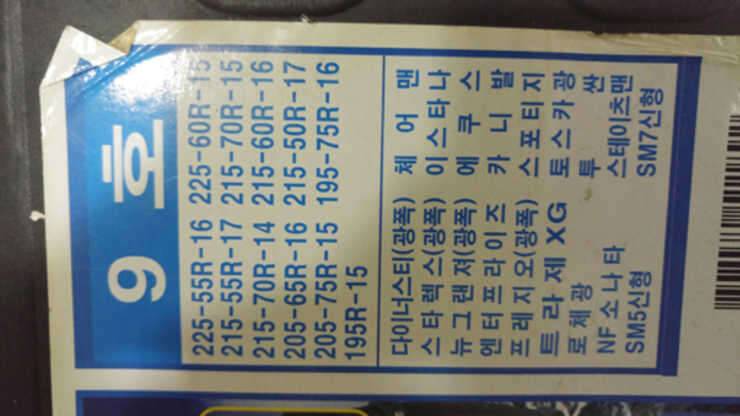 9호
225-55R-16 225-60R-15
215-55R-17 215-70R-15
215-70R-14 215-60R-16
205-65R-16 215-50R-17
205-75R-15 195-75R-16
195R-15
다이너스티(광폭) 체어맨
스타렉스(광폭) 이스타나
뉴그랜저(광폭) 에쿠스
엔터프라이즈 카니발
프레지오(광폭) 스포티지
트라제XG 토스카광
로체광 투싼
NF소나타 스테이츠맨
SM5신형 SM7신형